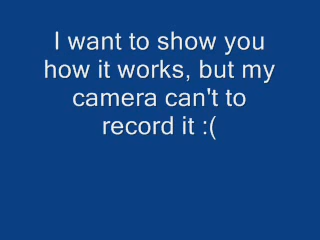 I want to show you
how it works, but my
camera can't to
record it :(